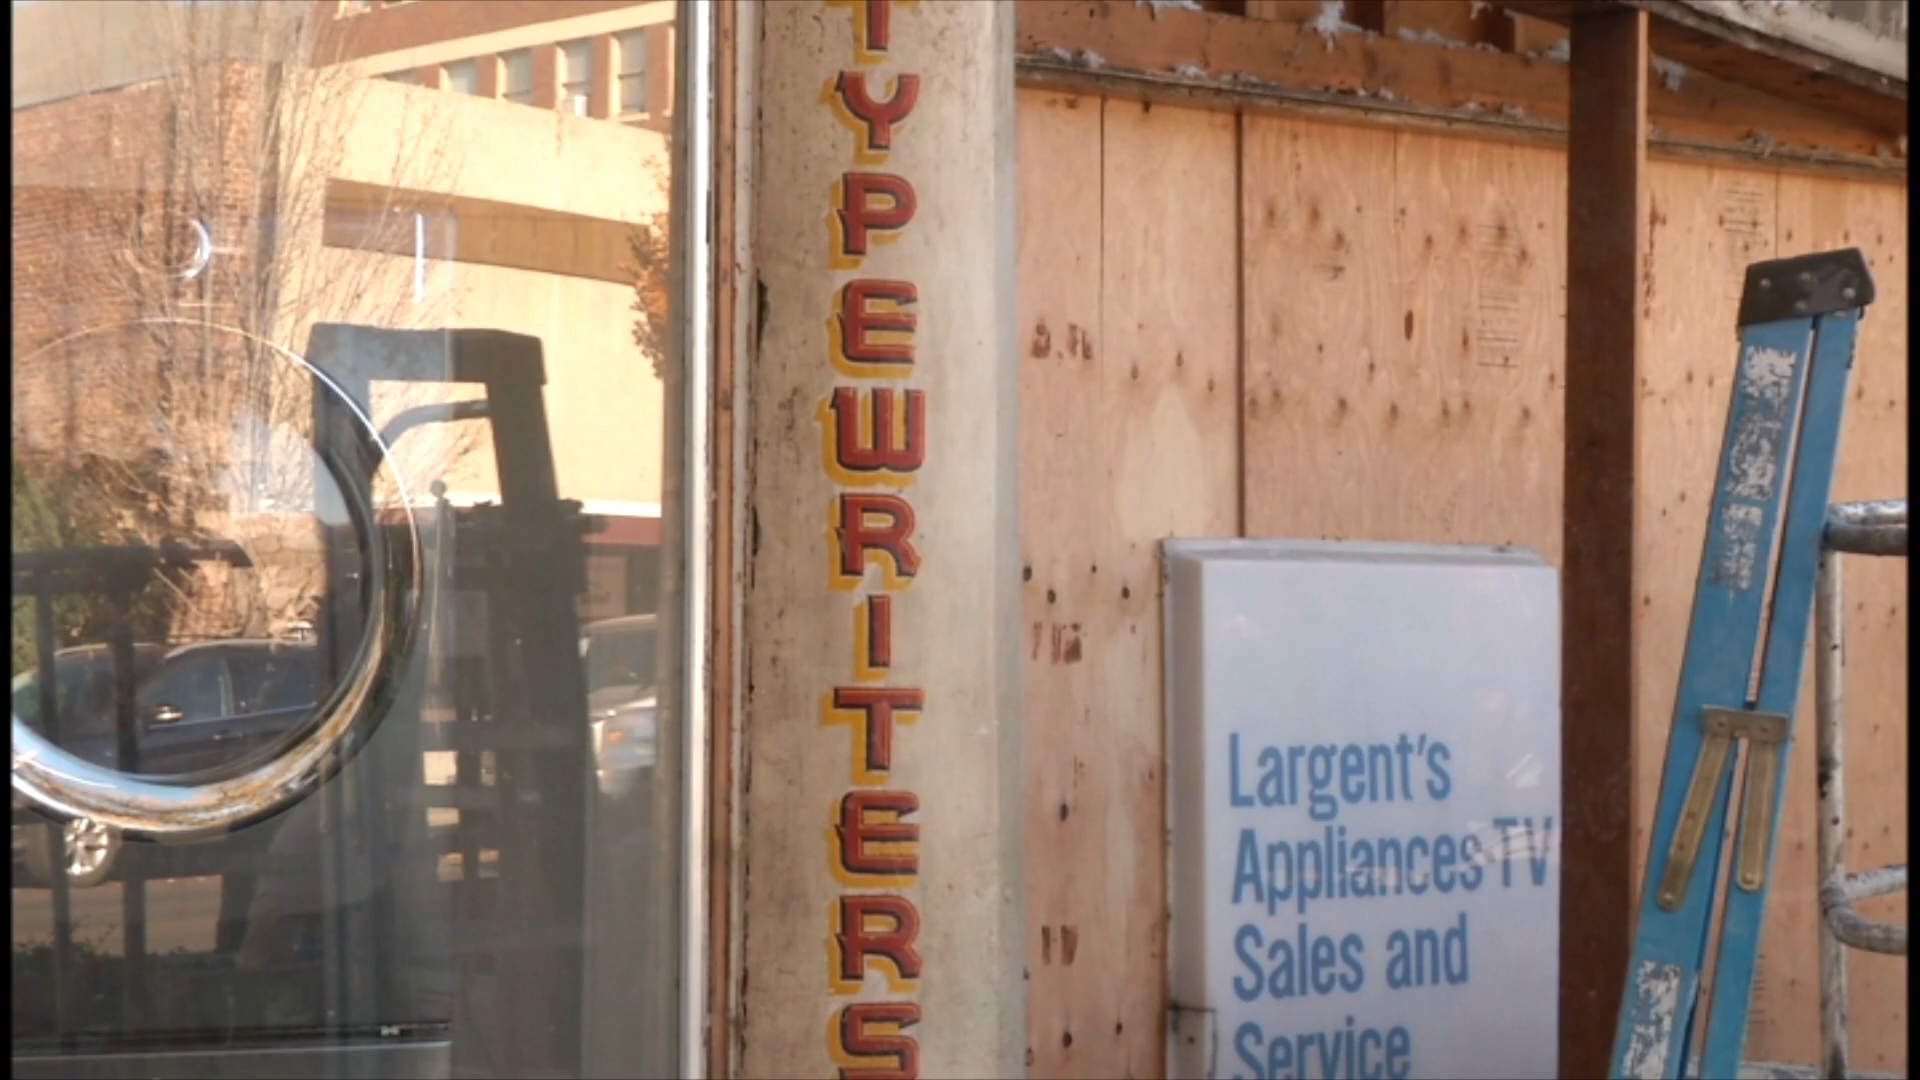 TYPEWRITERS
Largent's
Appliances TV
Sales and
Service